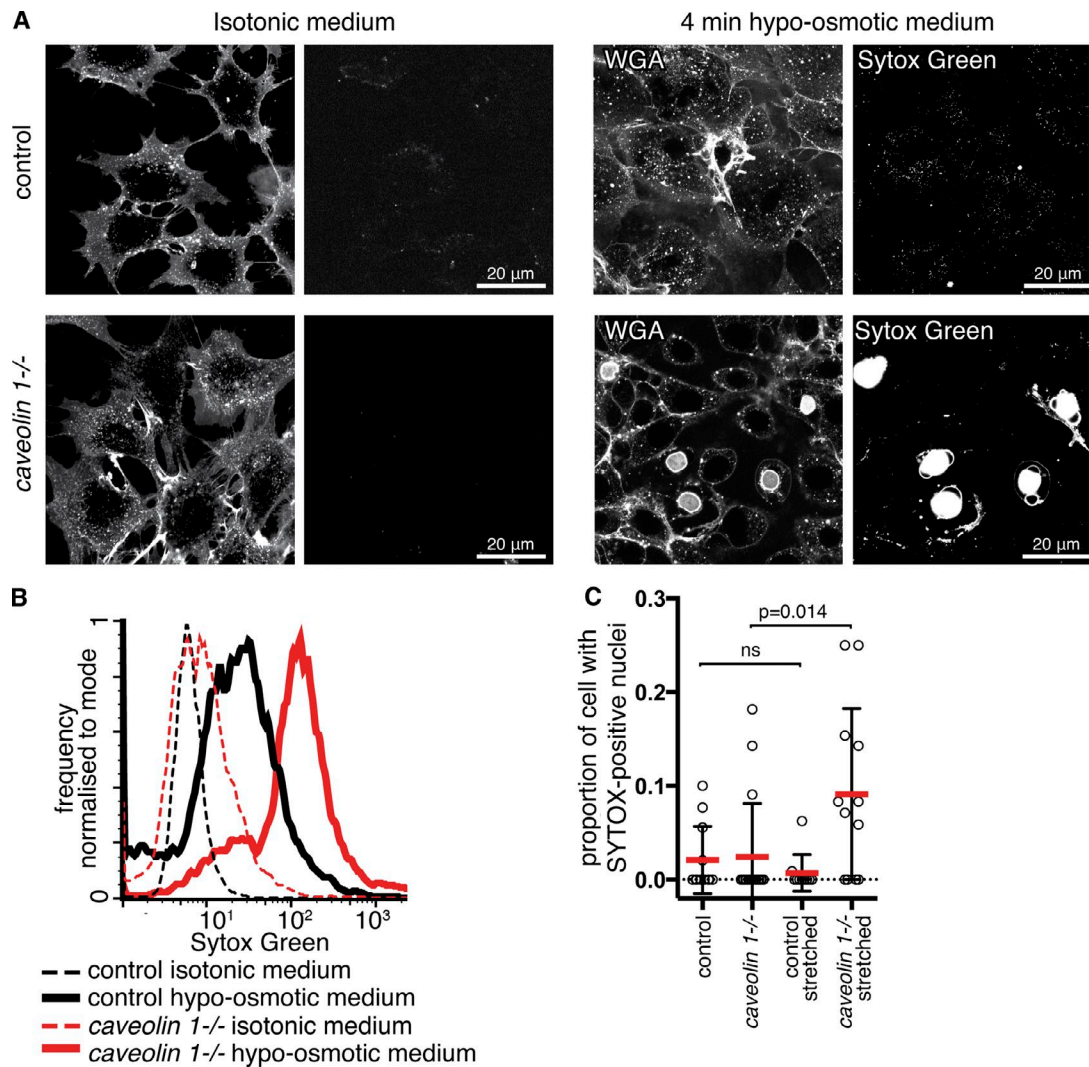 A
Isotonic medium
4 min hypo-osmotic medium
control
WGA
Sytox Green
20 µm
20 µm
caveolin 1-/-
WGA
Sytox Green
20 µm
20 µm
B
frequency
normalised to mode
1
0
10¹
10²
10³
Sytox Green
control isotonic medium
control hypo-osmotic medium
caveolin 1-/- isotonic medium
caveolin 1-/- hypo-osmotic medium
C
proportion of cell with
SYTOX-positive nuclei
0.3
0.2
0.1
0.0
ns
p=0.014
control
caveolin 1-/-
control
stretched
caveolin 1-/-
stretched